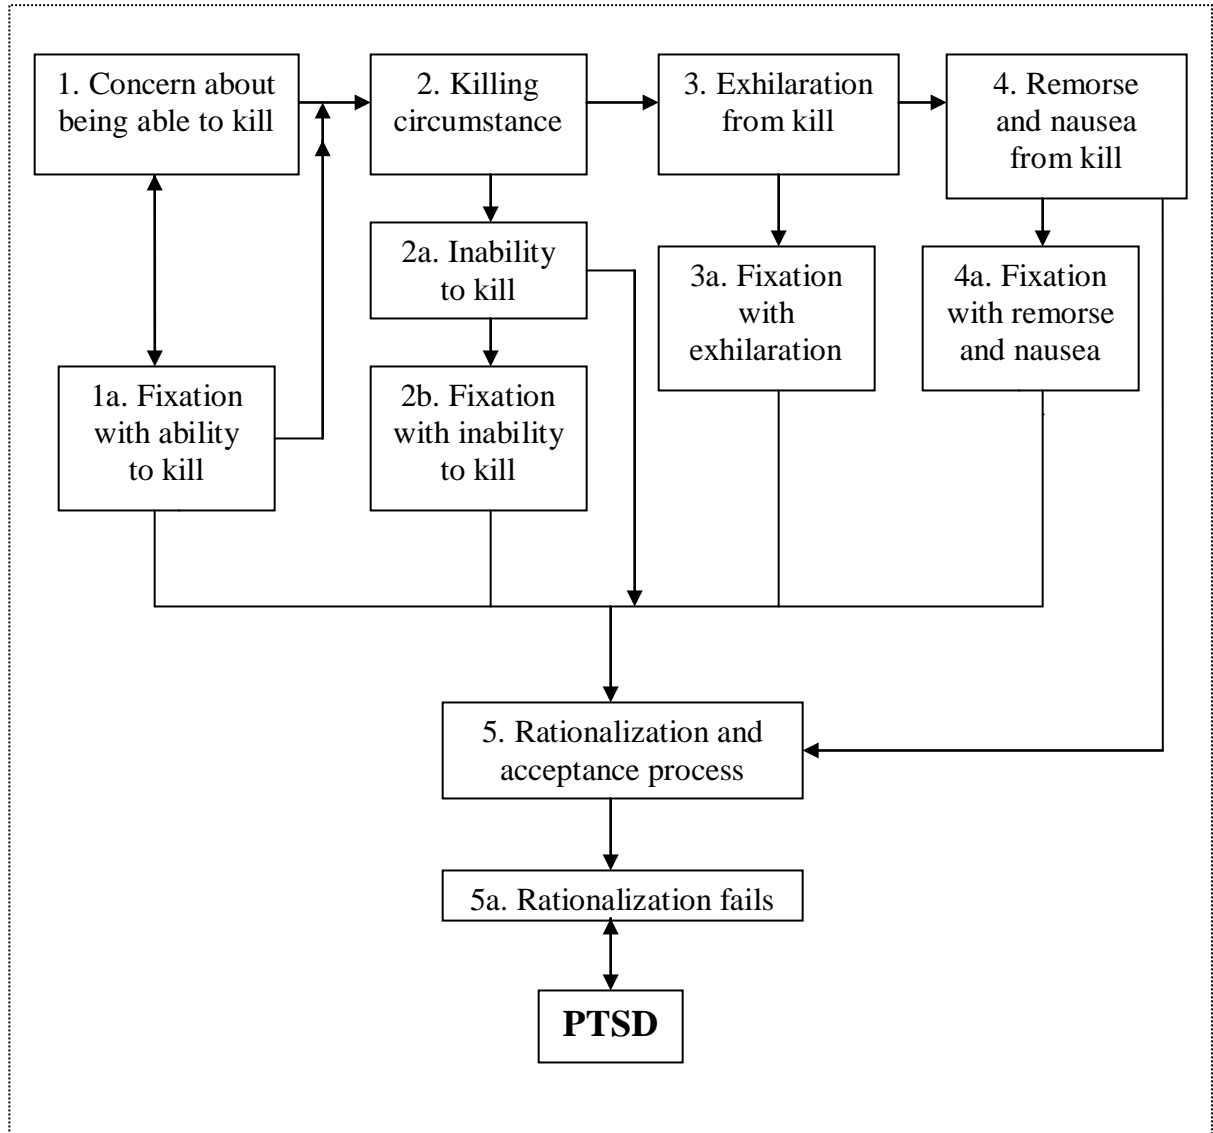 1. Concern about
being able to kill
2. Killing
circumstance
3. Exhilaration
from kill
4. Remorse
and nausea
from kill
2a. Inability
to kill
3a. Fixation
with
exhilaration
4a. Fixation
with remorse
and nausea
1a. Fixation
with ability
to kill
2b. Fixation
with inability
to kill
5. Rationalization and
acceptance process
5a. Rationalization fails
PTSD